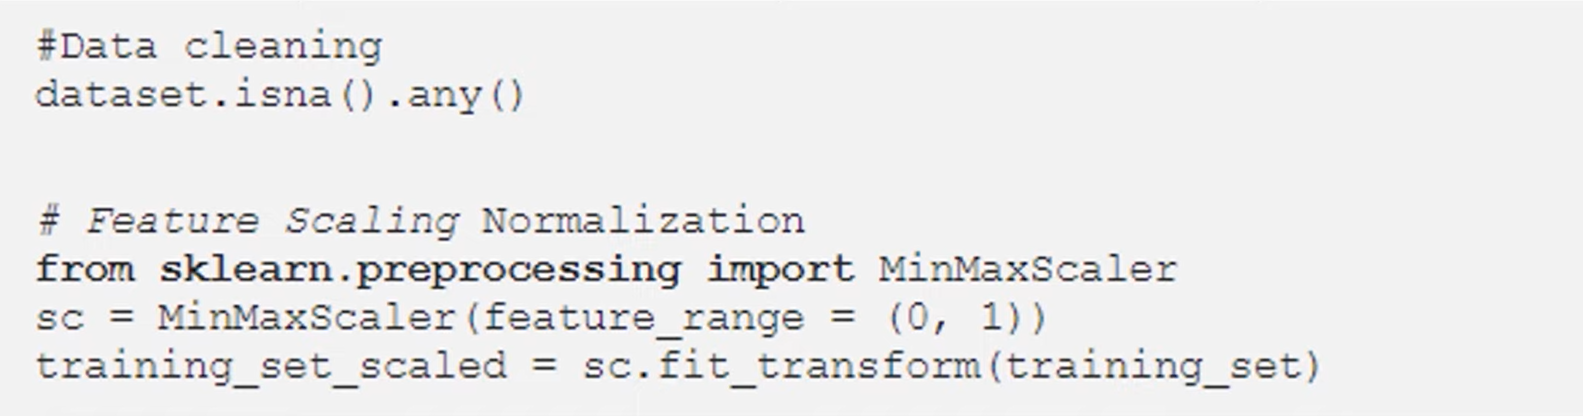 #Data cleaning
dataset.isna().any()
# Feature Scaling Normalization
from sklearn.preprocessing import MinMaxScaler
sc = MinMaxScaler(feature_range = (0, 1))
training_set_scaled = sc.fit_transform(training_set)